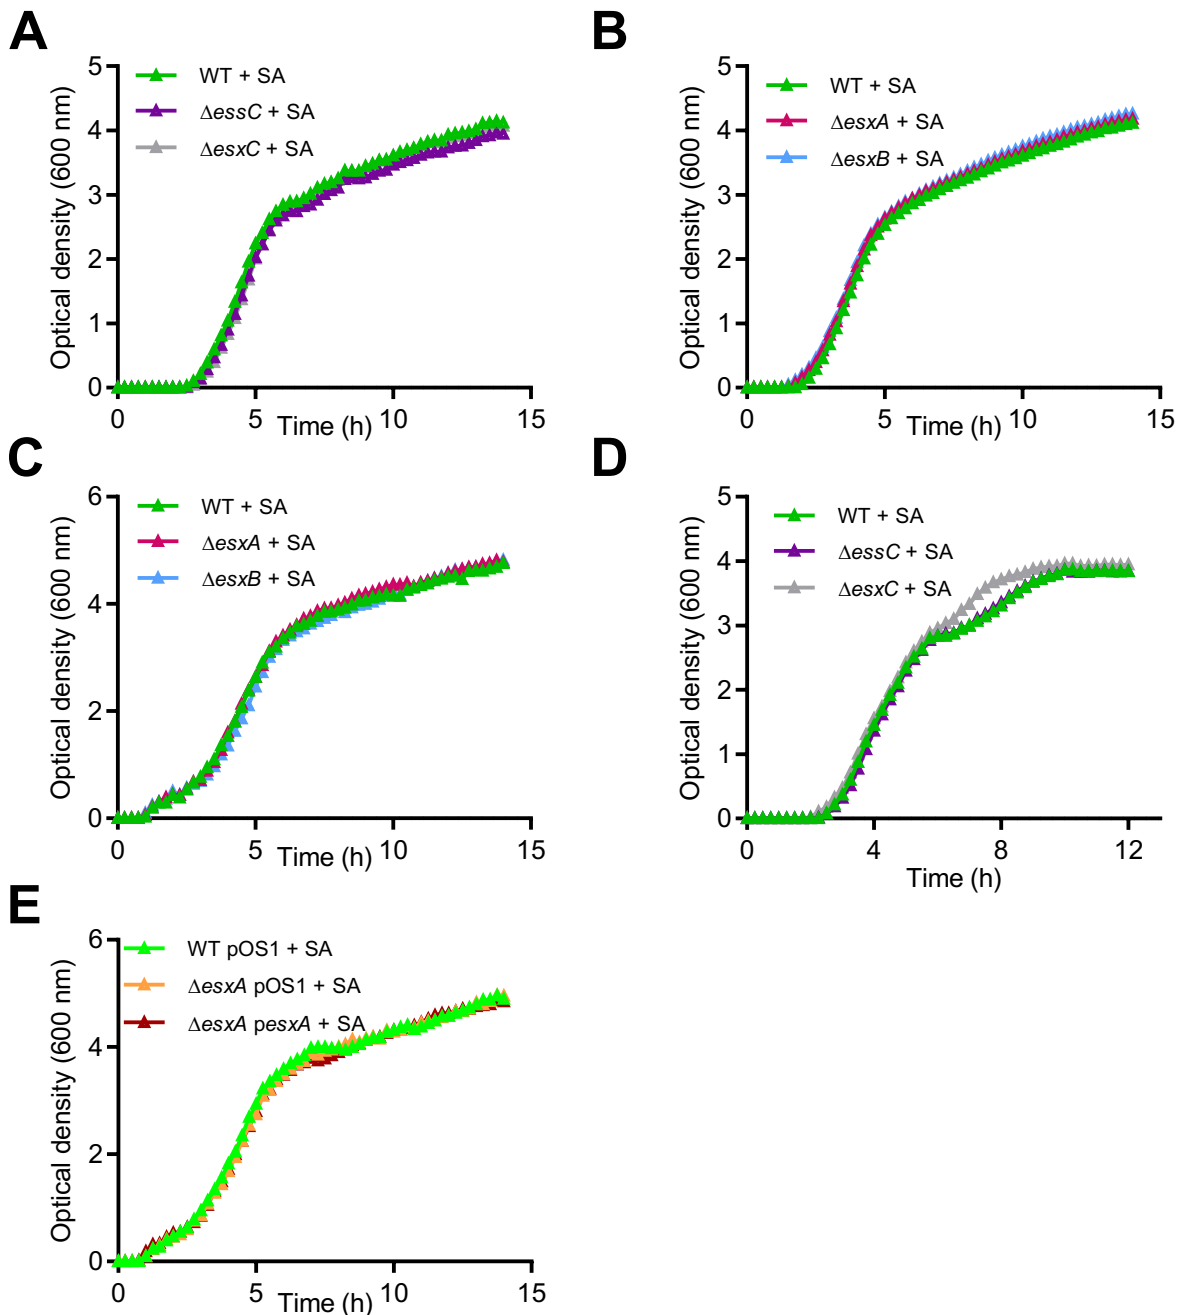 A
Optical density (600 nm)
5
4
3
2
1
0
WT + SA
ΔessC + SA
ΔesxC + SA
0 5 10 15
Time (h)
B
Optical density (600 nm)
5
4
3
2
1
0
WT + SA
ΔesxA + SA
ΔesxB + SA
0 5 10 15
Time (h)
C
Optical density (600 nm)
6
4
2
0
WT + SA
ΔesxA + SA
ΔesxB + SA
0 5 10 15
Time (h)
D
Optical density (600 nm)
5
4
3
2
1
0
WT + SA
ΔessC + SA
ΔesxC + SA
0 4 8 12
Time (h)
E
Optical density (600 nm)
6
4
2
0
WT pOS1 + SA
ΔesxA pOS1 + SA
ΔesxA pesxA + SA
0 5 10 15
Time (h)